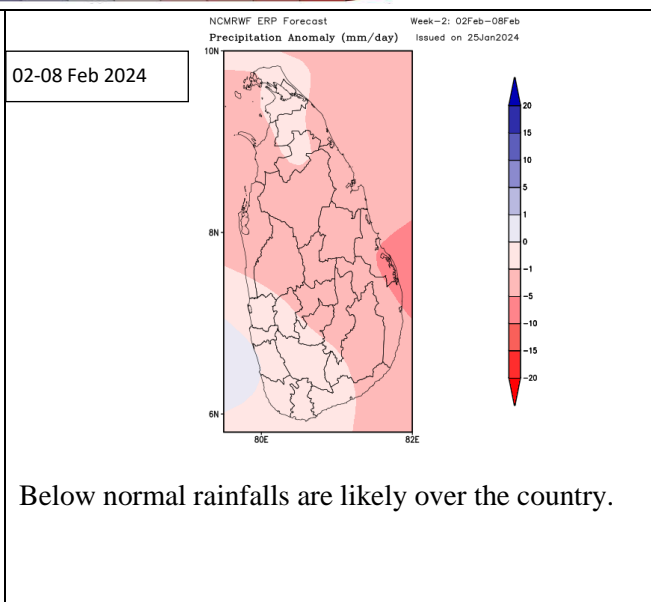 NCMRWF ERP Forecast Week-2: 02Feb-08Feb
Precipitation Anomaly (mm/day) Issued on 25Jan2024
02-08 Feb 2024
10N
8N
6N
80E 82E
20
15
10
5
1
0
-1
-5
-10
-15
-20
Below normal rainfalls are likely over the country.